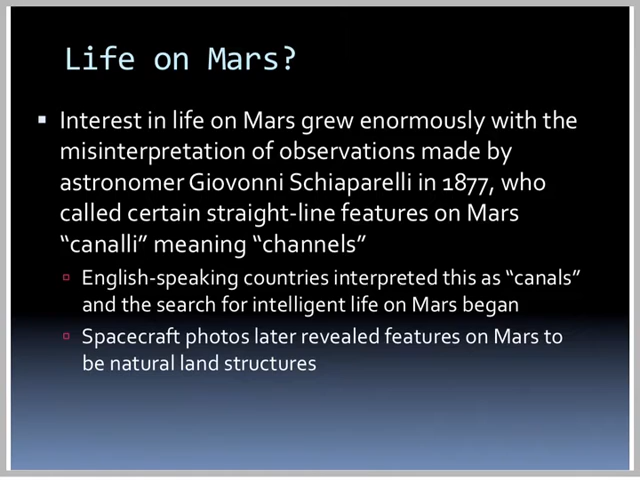 Life on Mars?
▪ Interest in life on Mars grew enormously with the
misinterpretation of observations made by
astronomer Giovonni Schiaparelli in 1877, who
called certain straight-line features on Mars
“canalli” meaning “channels”
▫ English-speaking countries interpreted this as “canals”
and the search for intelligent life on Mars began
▫ Spacecraft photos later revealed features on Mars to
be natural land structures